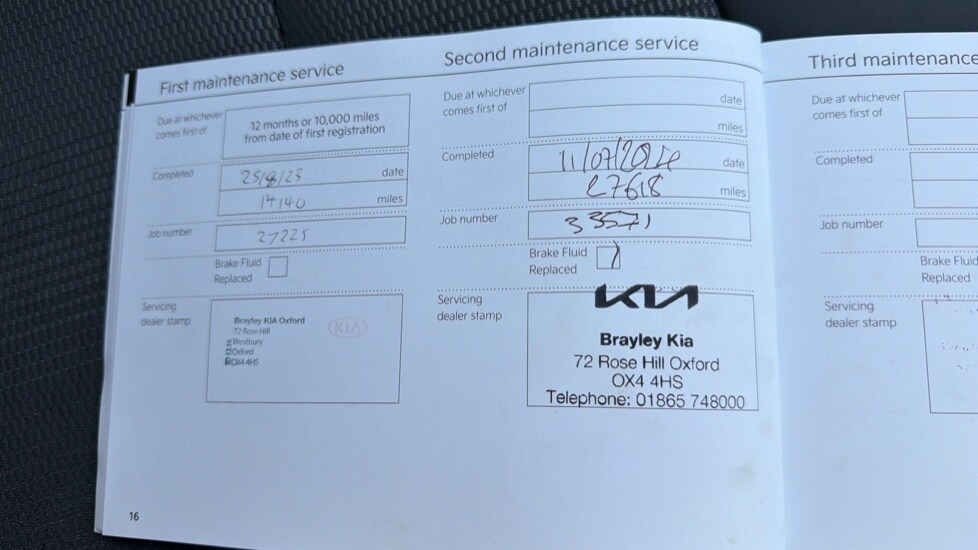 First maintenance service
Due at whichever comes first of
12 months or 10,000 miles
from date of first registration
Completed
25/8/23 date
14140 miles
Job number
27225
Brake Fluid
Replaced
Servicing
dealer stamp
Brayley KIA Oxford
72 Rose Hill
Westbury
Oxford
OX4 4HS
KIA
16
Second maintenance service
Due at whichever
comes first of
date
miles
Completed
11/07/2024 date
27618 miles
Job number
33571
Brake Fluid
Replaced
Servicing
dealer stamp
KIA
Brayley Kia
72 Rose Hill Oxford
OX4 4HS
Telephone: 01865 748000
Third maintenance
Due at whichever
comes first of
Completed
Job number
Brake Fluid
Replaced
Servicing
dealer stamp